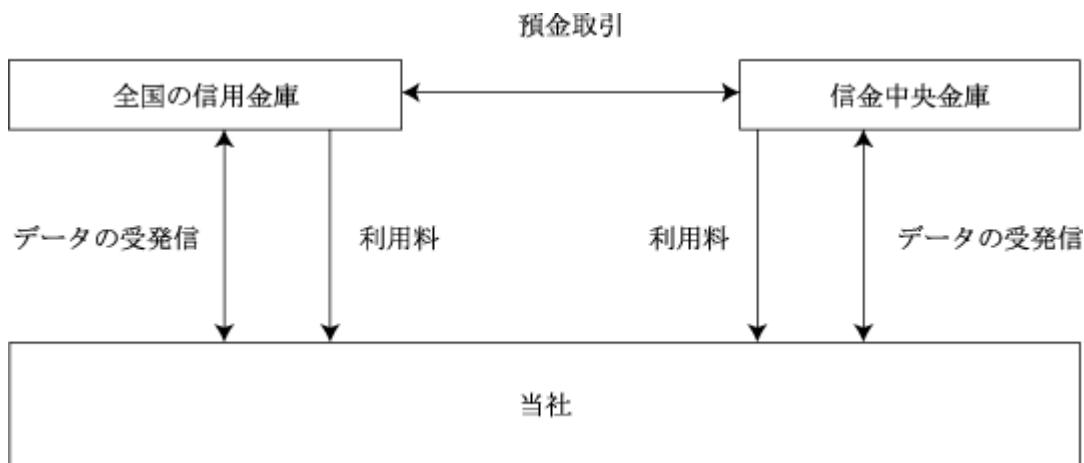 預金取引
全国の信用金庫
信金中央金庫
データの受発信
利用料
利用料
データの受発信
当社